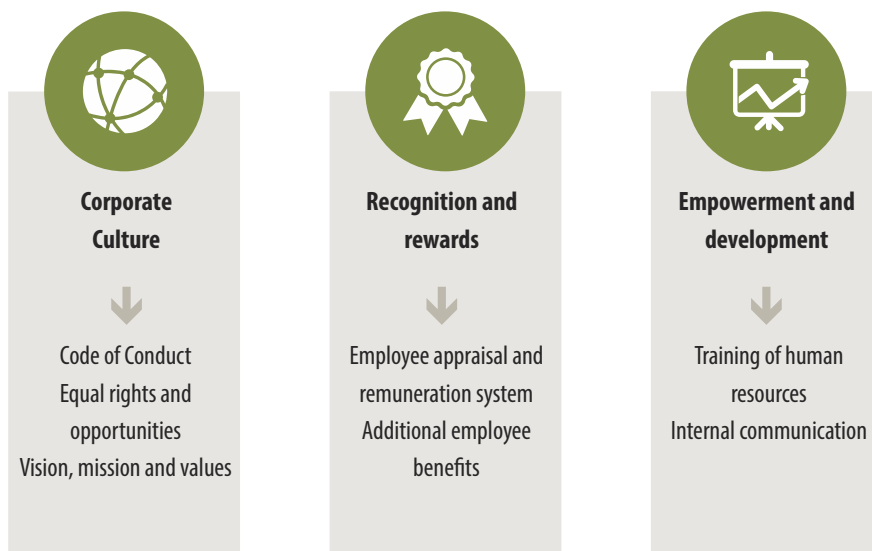 Corporate
Culture
Code of Conduct
Equal rights and
opportunities
Vision, mission and values
Recognition and
rewards
Employee appraisal and
remuneration system
Additional employee
benefits
Empowerment and
development
Training of human
resources
Internal communication